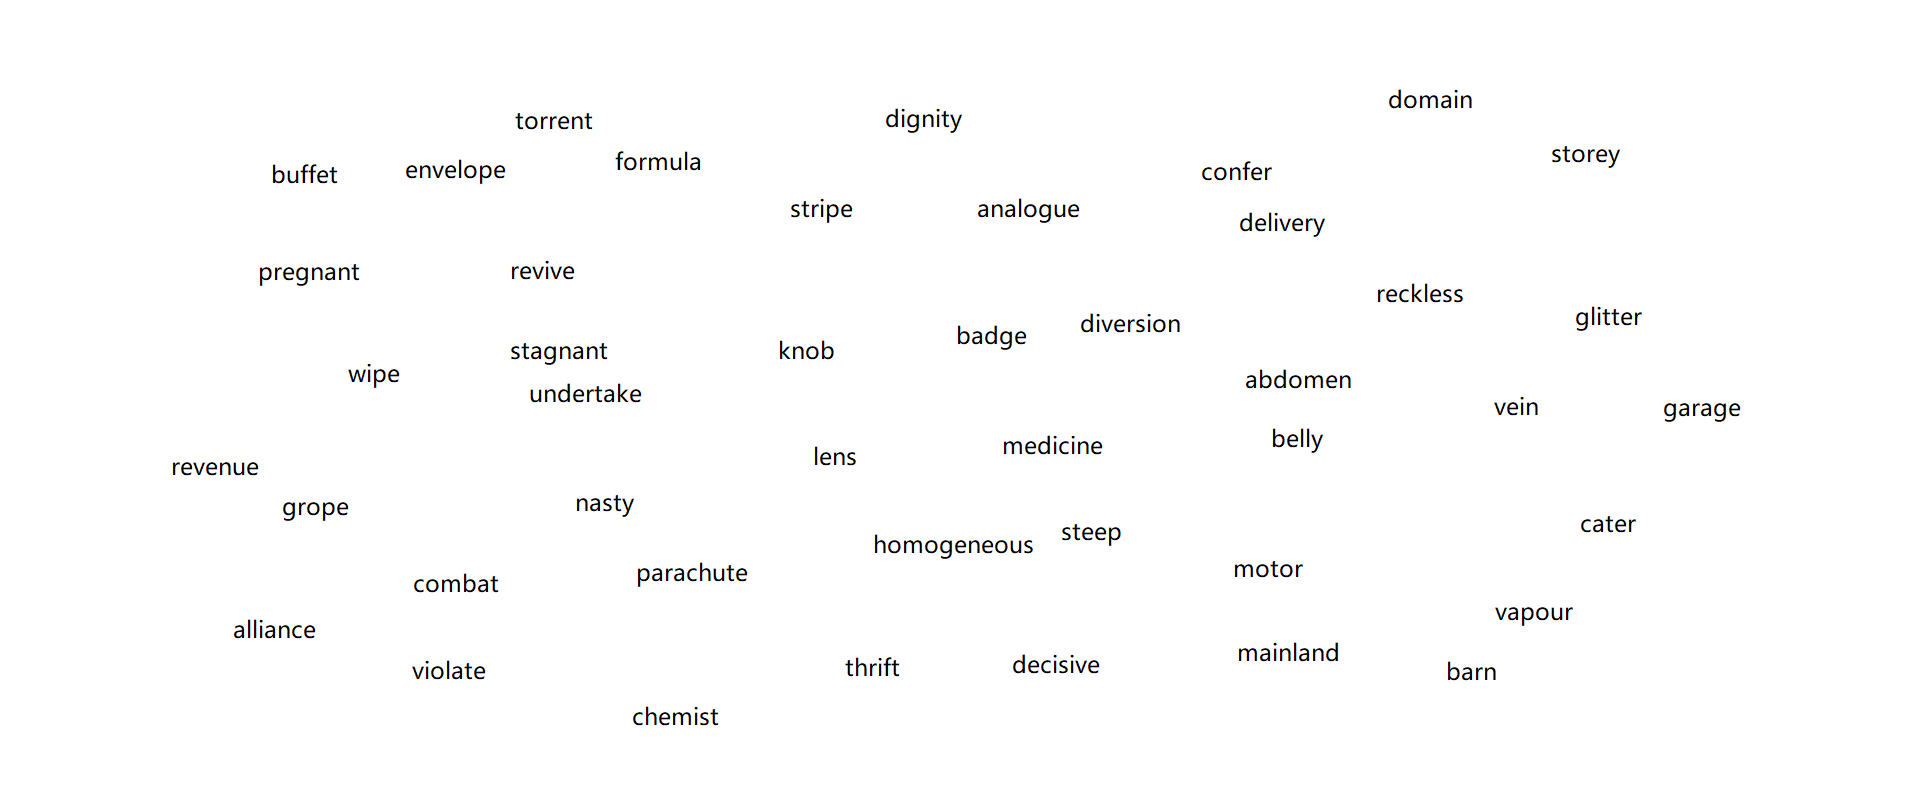 domain
torrent
dignity
storey
buffet
envelope
formula
confer
stripe
analogue
delivery
pregnant
revive
reckless
glitter
badge
diversion
stagnant
knob
wipe
undertake
abdomen
vein
garage
lens
medicine
belly
revenue
grope
nasty
homogeneous
steep
cater
combat
parachute
motor
alliance
vapour
violate
thrift
decisive
mainland
barn
chemist